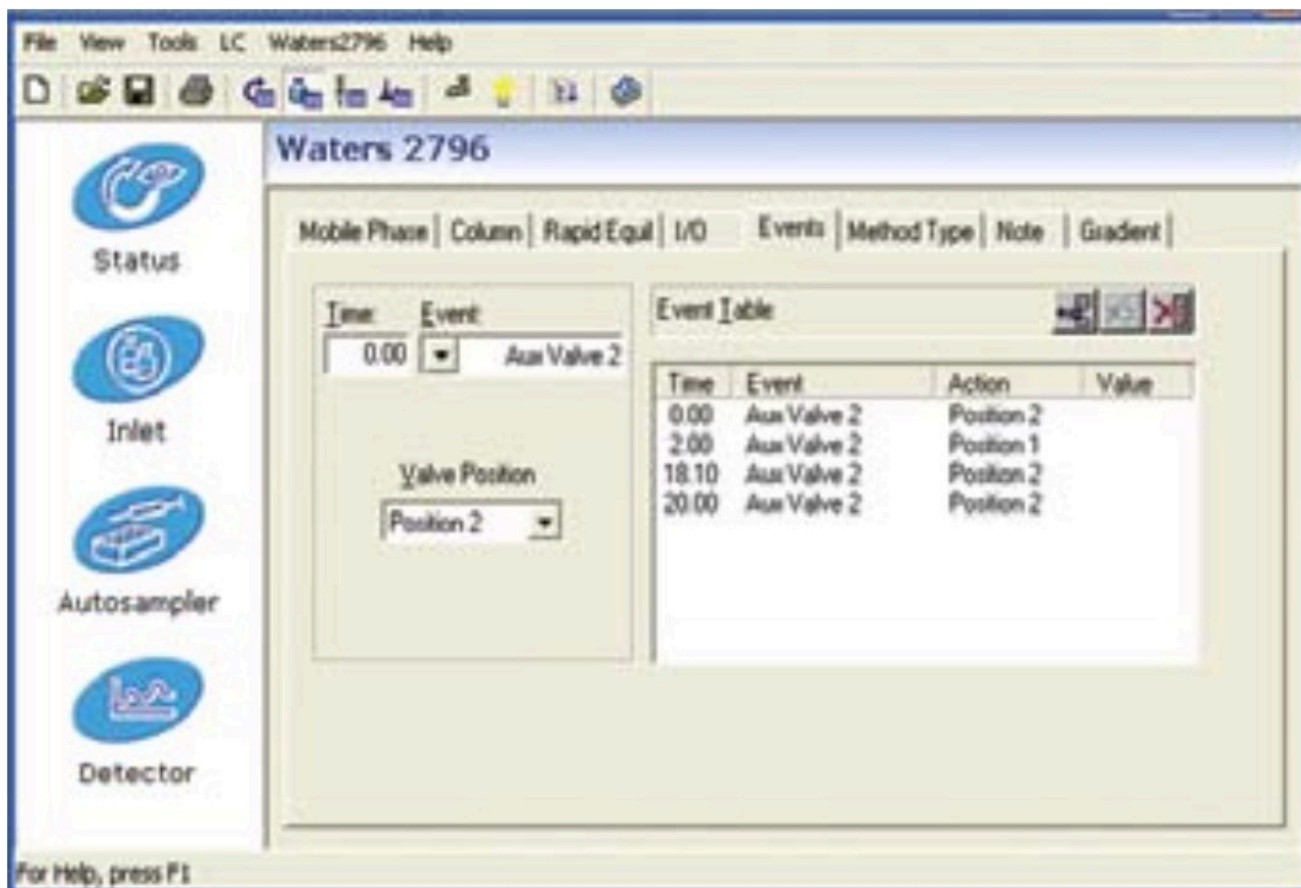 File View Tools LC Waters2796 Help
Waters 2796
Status
Inlet
Autosampler
Detector
Mobile Phase Column Rapid Equil I/O Events Method Type Note Gradient
Time: Event:
0.00 Aux Valve 2
Valve Position
Position 2
Event Table
Time Event Action Value
0.00 Aux Valve 2 Position 2
2.00 Aux Valve 2 Position 1
18.10 Aux Valve 2 Position 2
20.00 Aux Valve 2 Position 2
For Help, press F1